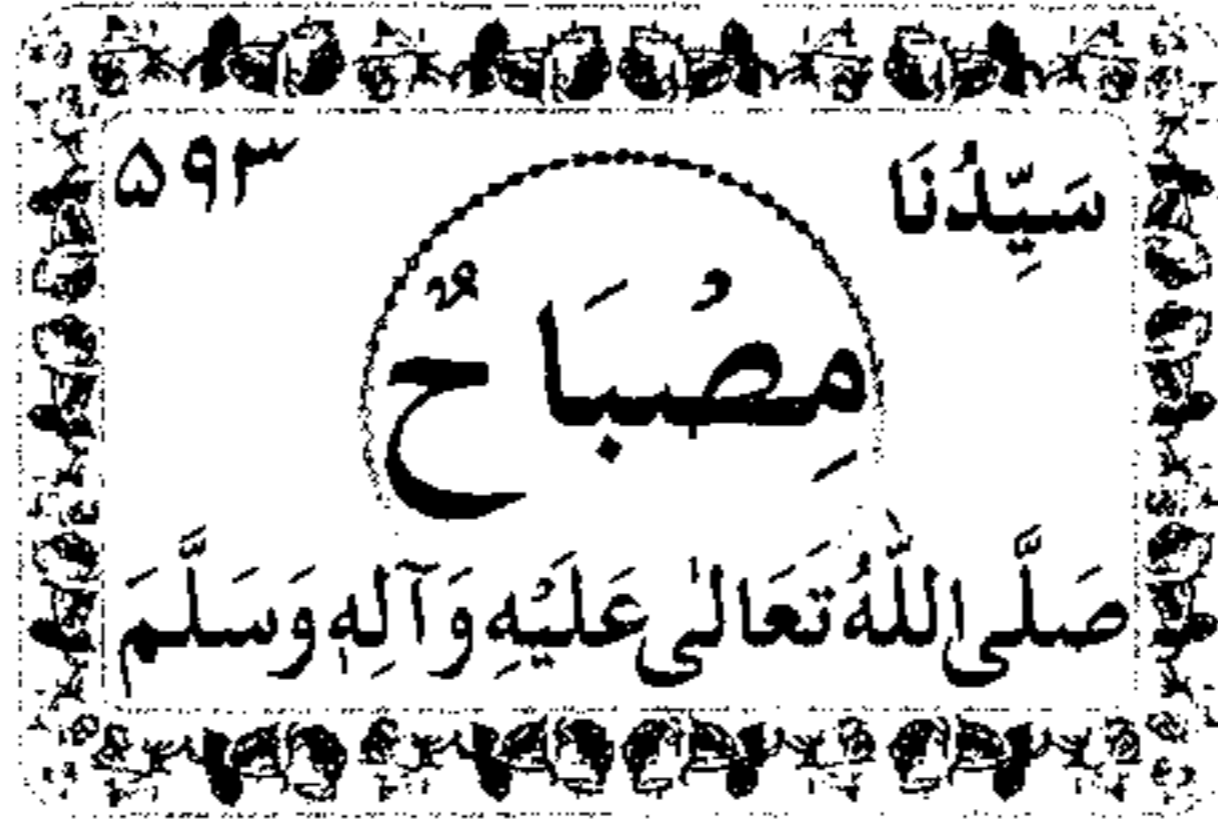 سَيِّدُنَا ۵۹۳
مِصْبَاحٌ
صَلَّى اللّٰهُ تَعَالٰى عَلَيْهِ وَآلِهٖ وَسَلَّمَ